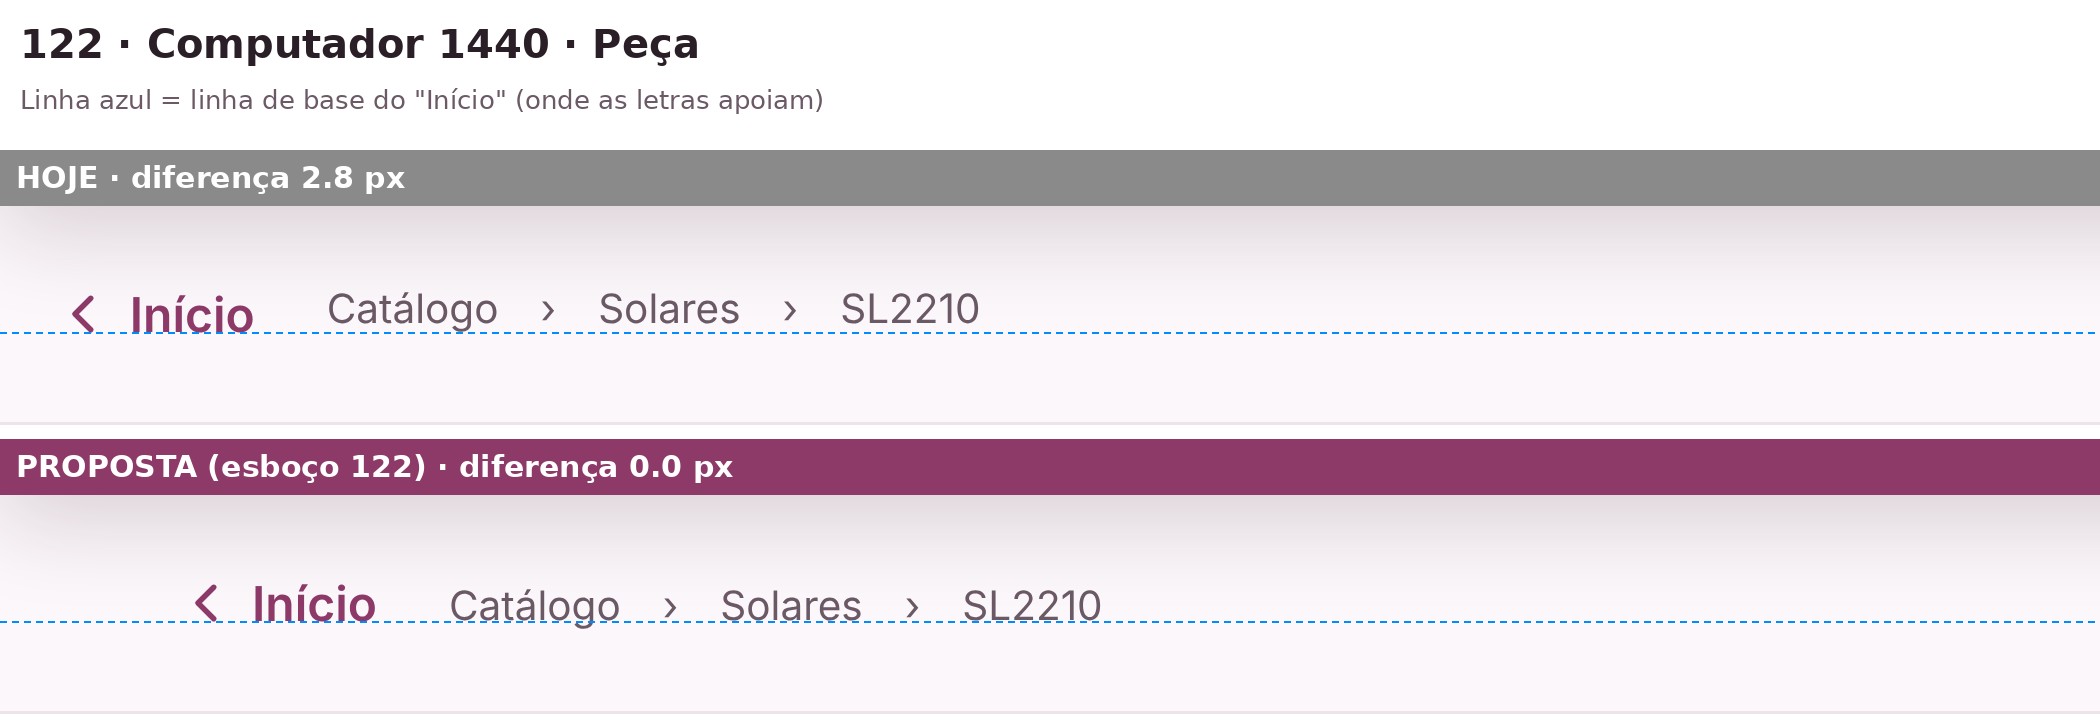 122 · Computador 1440 · Peça
Linha azul = linha de base do "Início" (onde as letras apoiam)
HOJE · diferença 2.8 px
Início Catálogo › Solares › SL2210
PROPOSTA (esboço 122) · diferença 0.0 px
Início Catálogo › Solares › SL2210